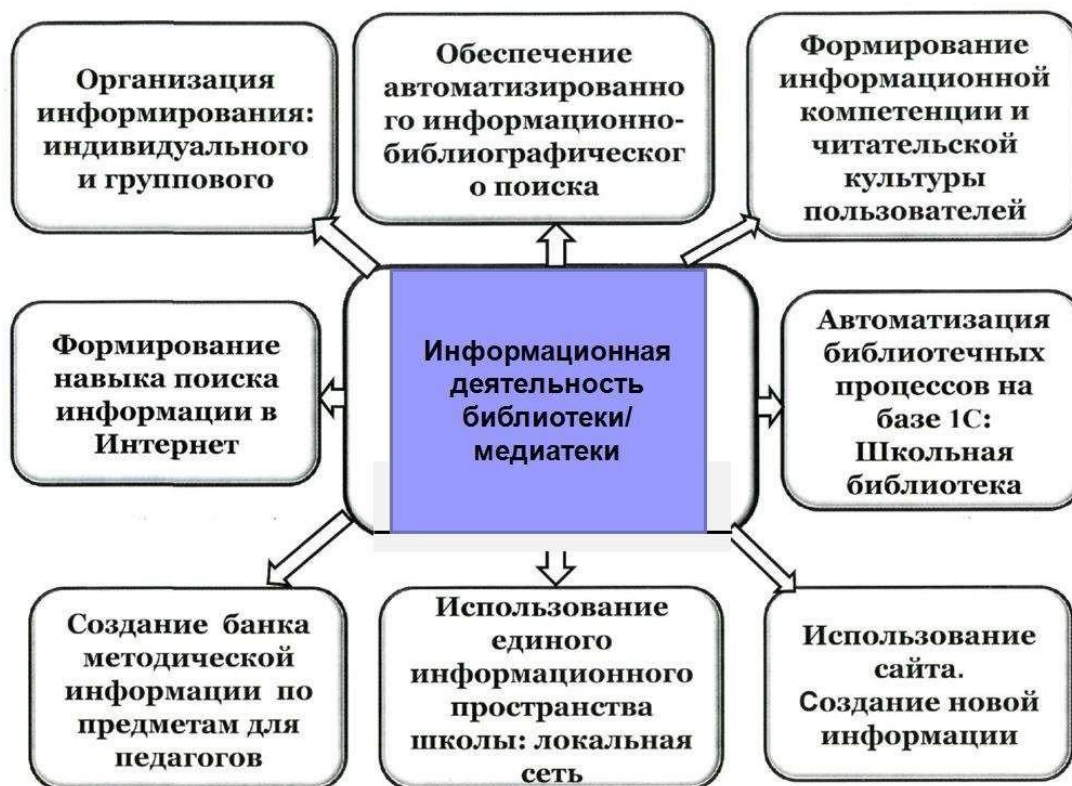 Организация
информирования:
индивидуального
и группового
Обеспечение
автоматизированно
го информационно-
библиографическог
о поиска
Формирование
информационной
компетенции и
читательской
культуры
пользователей
Формирование
навыка поиска
информации в
Интернет
Информационная
деятельность
библиотеки/
медиатеки
Автоматизация
библиотечных
процессов на
базе 1С:
Школьная
библиотека
Создание банка
методической
информации по
предметам для
педагогов
Использование
единого
информационного
пространства
школы: локальная
сеть
Использование
сайта.
Создание новой
информации